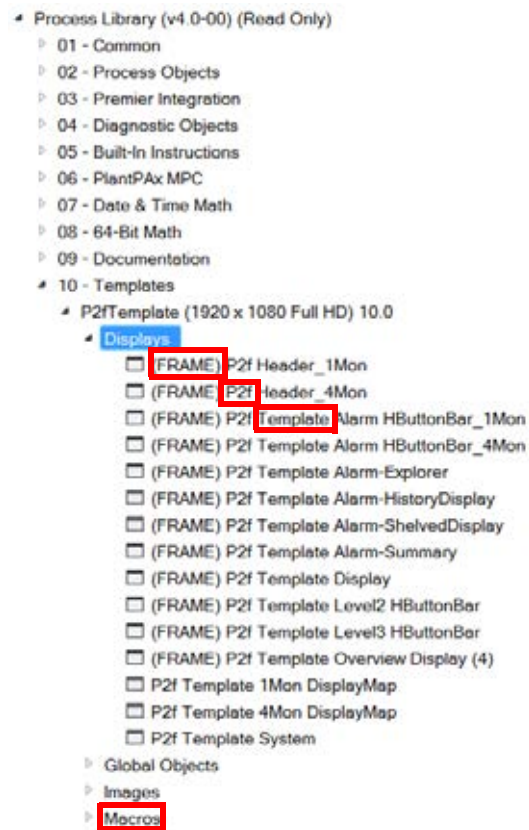 Process Library (v4.0-00) (Read Only)
01 - Common
02 - Process Objects
03 - Premier Integration
04 - Diagnostic Objects
05 - Built-In Instructions
06 - PlantPAx MPC
07 - Date & Time Math
08 - 64-Bit Math
09 - Documentation
10 - Templates
P2fTemplate (1920 x 1080 Full HD) 10.0
Displays
(FRAME) P2f Header_1Mon
(FRAME) P2f Header_4Mon
(FRAME) P2f Template Alarm HButtonBar_1Mon
(FRAME) P2f Template Alarm HButtonBar_4Mon
(FRAME) P2f Template Alarm-Explorer
(FRAME) P2f Template Alarm-HistoryDisplay
(FRAME) P2f Template Alarm-ShelvedDisplay
(FRAME) P2f Template Alarm-Summary
(FRAME) P2f Template Display
(FRAME) P2f Template Level2 HButtonBar
(FRAME) P2f Template Level3 HButtonBar
(FRAME) P2f Template Overview Display (4)
P2f Template 1Mon DisplayMap
P2f Template 4Mon DisplayMap
P2f Template System
Global Objects
Images
Macros